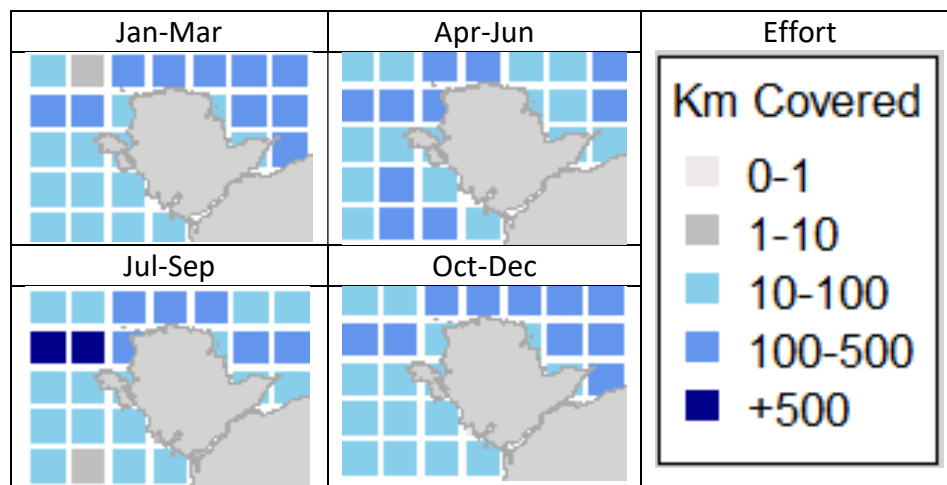 Jan-Mar
Apr-Jun
Effort
Km Covered
0-1
1-10
10-100
100-500
+500
Jul-Sep
Oct-Dec